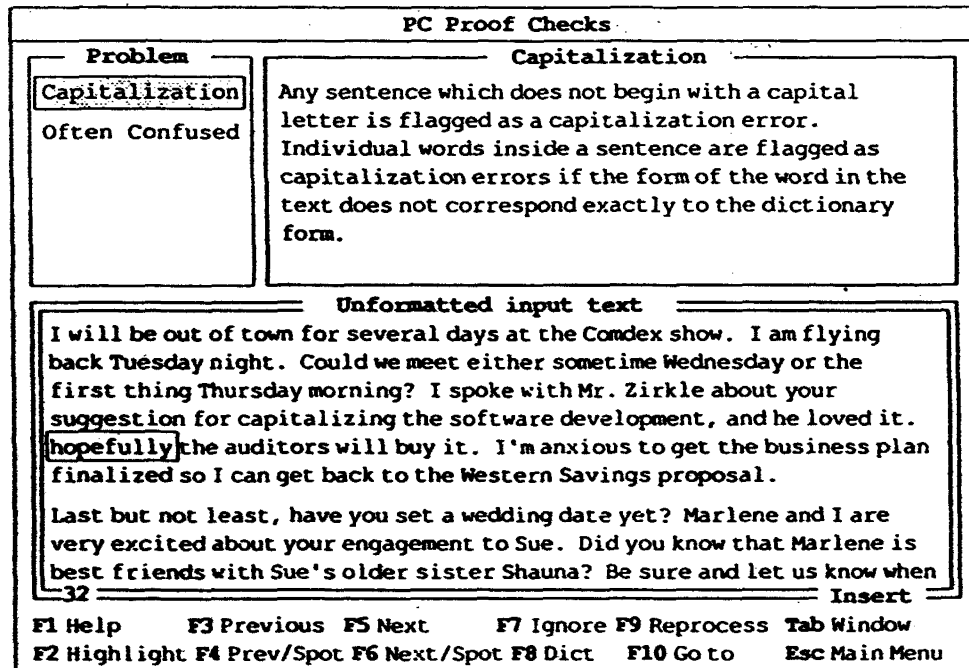 PC Proof Checks
Problem
Capitalization
Often Confused
Capitalization
Any sentence which does not begin with a capital
letter is flagged as a capitalization error.
Individual words inside a sentence are flagged as
capitalization errors if the form of the word in the
text does not correspond exactly to the dictionary
form.
Unformatted input text
I will be out of town for several days at the Comdex show. I am flying
back Tuesday night. Could we meet either sometime Wednesday or the
first thing Thursday morning? I spoke with Mr. Zirkle about your
suggestion for capitalizing the software development, and he loved it.
hopefully the auditors will buy it. I'm anxious to get the business plan
finalized so I can get back to the Western Savings proposal.
Last but not least, have you set a wedding date yet? Marlene and I are
very excited about your engagement to Sue. Did you know that Marlene is
best friends with Sue's older sister Shauna? Be sure and let us know when
32 Insert
F1 Help F3 Previous F5 Next F7 Ignore F9 Reprocess Tab Window
F2 Highlight F4 Prev/Spot F6 Next/Spot F8 Dict F10 Go to Esc Main Menu